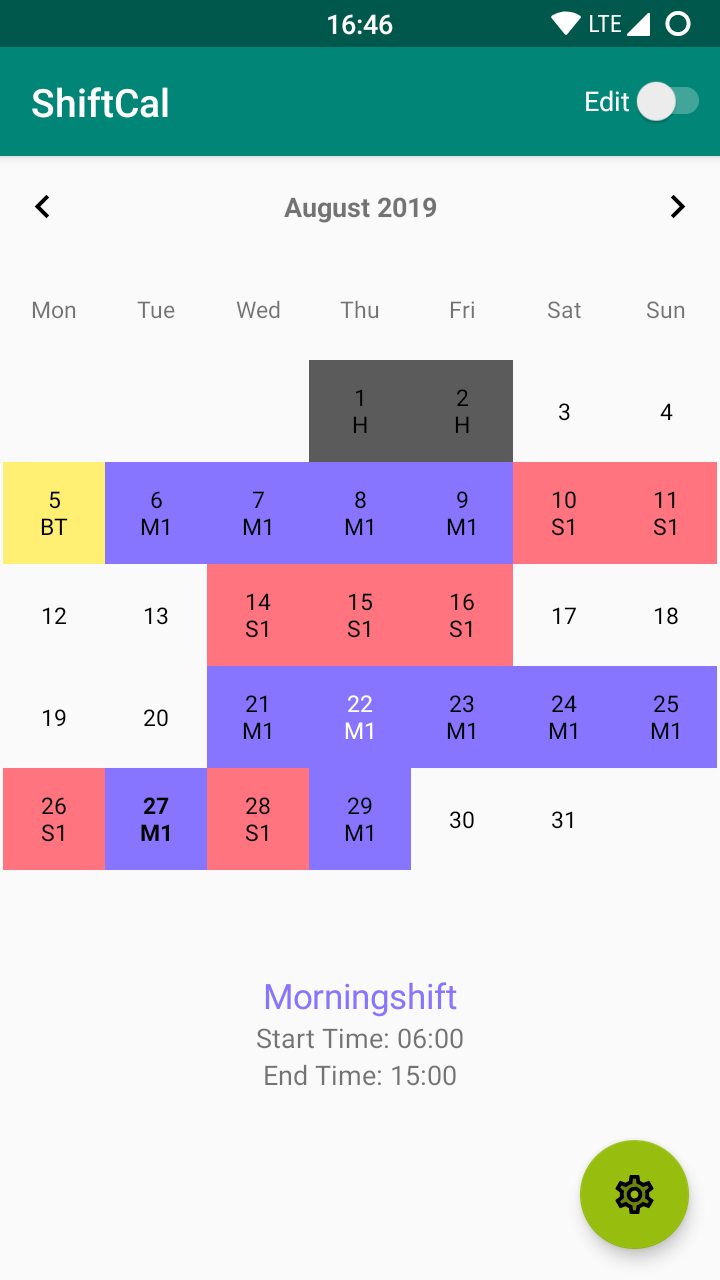 16:46 LTE
ShiftCal Edit
August 2019
Mon Tue Wed Thu Fri Sat Sun
1 2 3 4
H H
5 6 7 8 9 10 11
BT M1 M1 M1 M1 S1 S1
12 13 14 15 16 17 18
S1 S1 S1
19 20 21 22 23 24 25
M1 M1 M1 M1 M1
26 27 28 29 30 31
S1 M1 S1 M1
Morningshift
Start Time: 06:00
End Time: 15:00